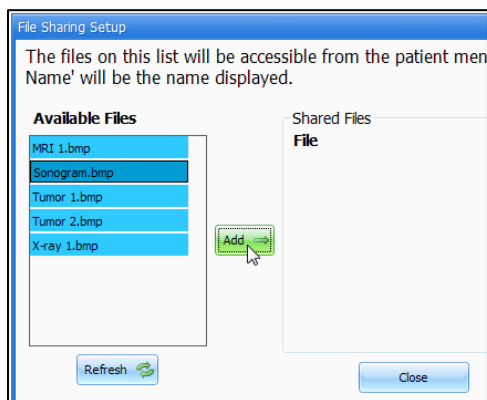 File Sharing Setup
The files on this list will be accessible from the patient men
Name' will be the name displayed.
Available Files
MRI 1.bmp
Sonogram.bmp
Tumor 1.bmp
Tumor 2.bmp
X-ray 1.bmp
Refresh
Add
Shared Files
File
Close